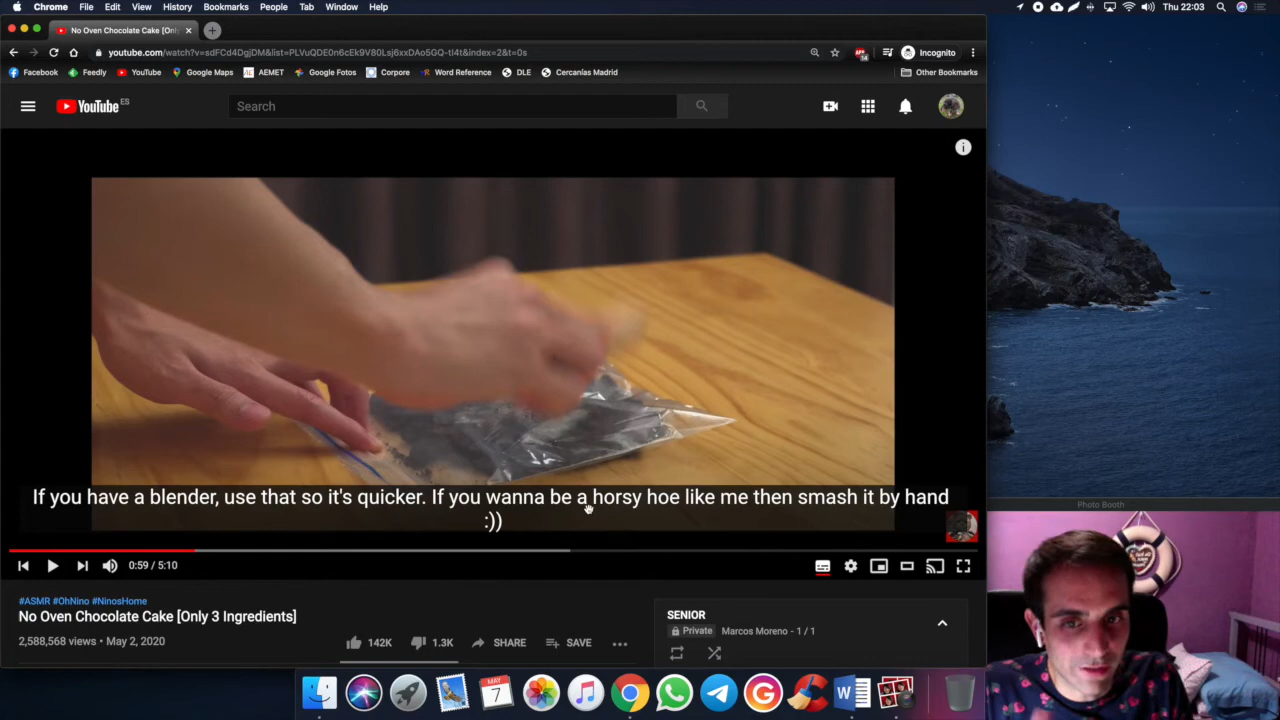 Chrome File Edit View History Bookmarks People Tab Window Help Thu 22:03
No Oven Chocolate Cake [Only
youtube.com/watch?v=sdFCd4DgjDM&list=PLVuQDE0n6cEk9V80Lsj6xxDAo5GQ-tl4t&index=2&t=0s Incognito
Facebook Feedly YouTube Google Maps AEMET Google Fotos Corpore Word Reference DLE Cercanías Madrid Other Bookmarks
YouTube ES Search
If you have a blender, use that so it's quicker. If you wanna be a horsy hoe like me then smash it by hand
:))
Photo Booth
0:59 / 5:10
#ASMR #OhNino #NinosHome
No Oven Chocolate Cake [Only 3 Ingredients]
2,588,568 views • May 2, 2020
142K 1.3K SHARE SAVE
SENIOR
Private Marcos Moreno - 1 / 1
MAY
7